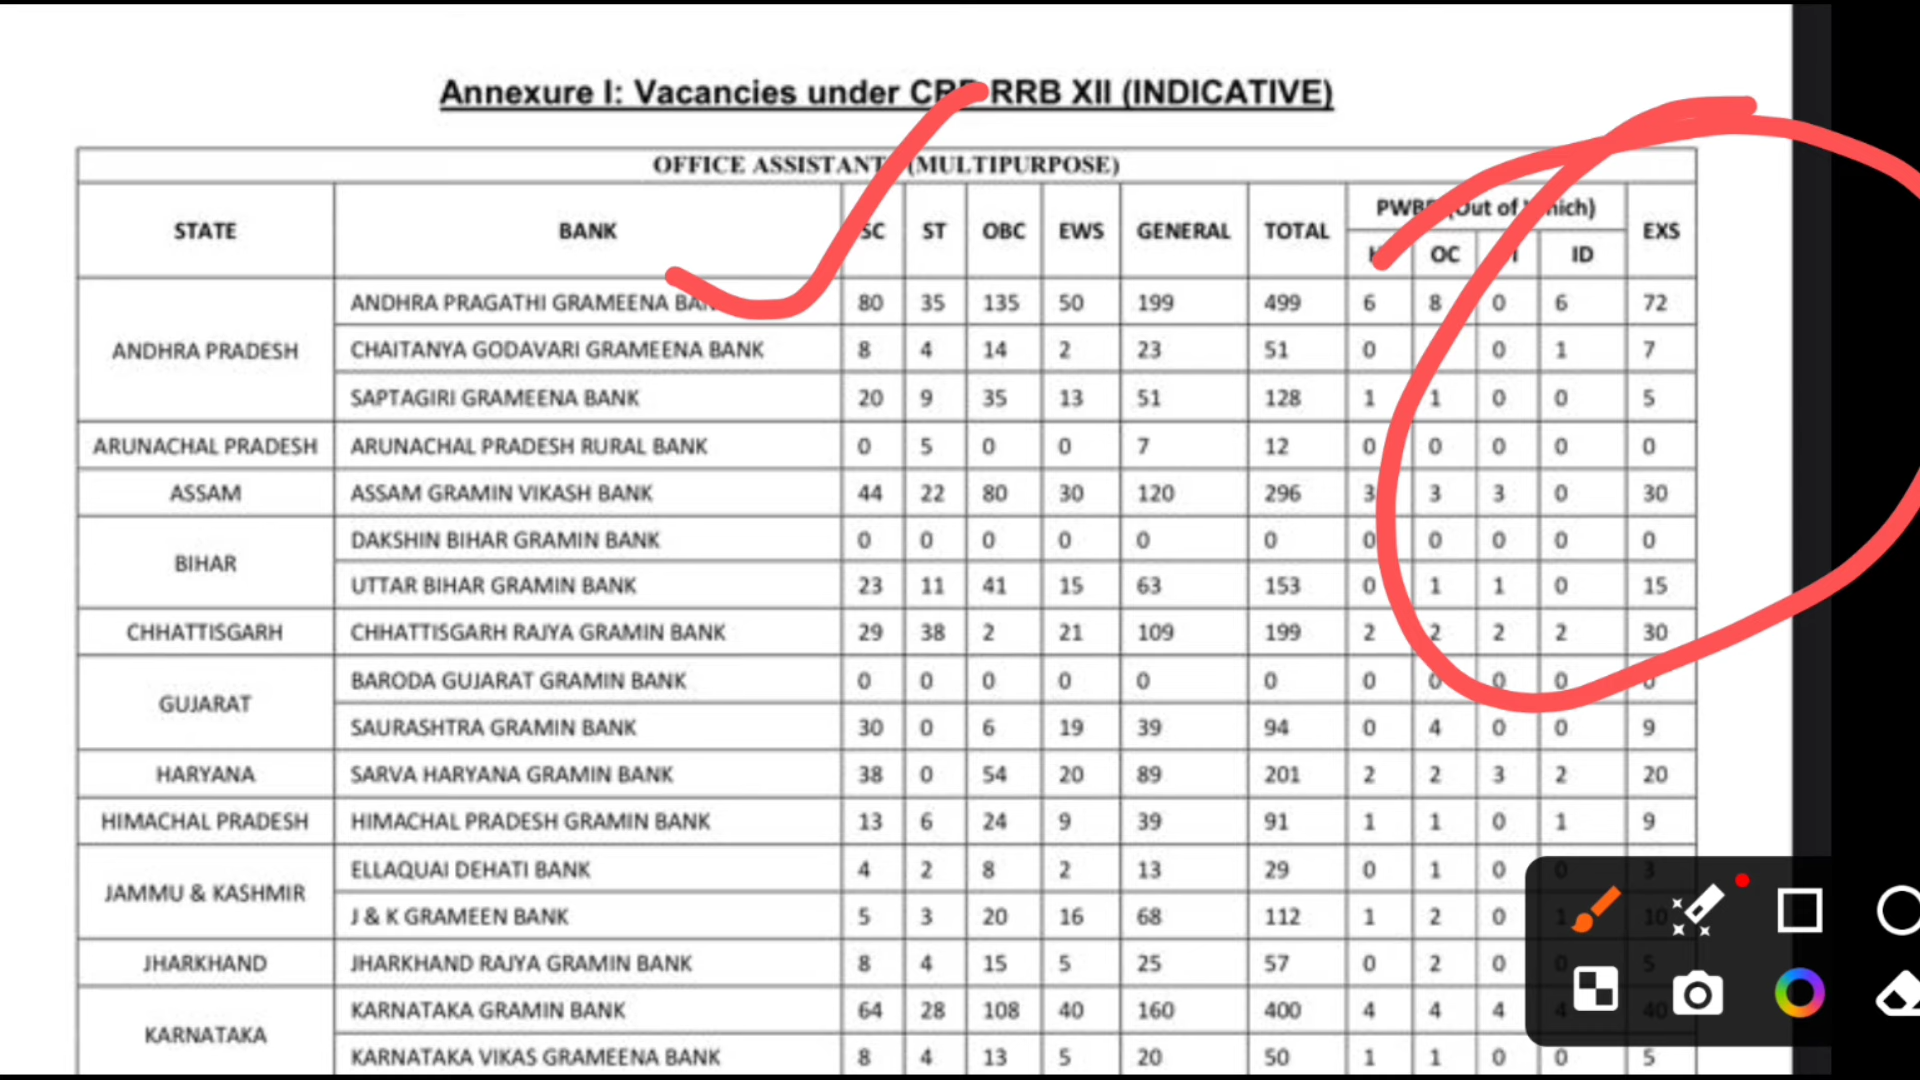 Annexure I: Vacancies under CRP RRB XII (INDICATIVE)
OFFICE ASSISTANT (MULTIPURPOSE)
STATE BANK SC ST OBC EWS GENERAL TOTAL (Out of Which) EXS
OC ID
ANDHRA PRADESH
ANDHRA PRAGATHI GRAMEENA BANK 80 35 135 50 199 499 6 8 0 6 72
CHAITANYA GODAVARI GRAMEENA BANK 8 4 14 2 23 51 0 0 1 7
SAPTAGIRI GRAMEENA BANK 20 9 35 13 51 128 1 1 0 0 5
ARUNACHAL PRADESH ARUNACHAL PRADESH RURAL BANK 0 5 0 0 7 12 0 0 0 0 0
ASSAM ASSAM GRAMIN VIKASH BANK 44 22 80 30 120 296 3 3 3 0 30
BIHAR
DAKSHIN BIHAR GRAMIN BANK 0 0 0 0 0 0 0 0 0 0 0
UTTAR BIHAR GRAMIN BANK 23 11 41 15 63 153 0 1 1 0 15
CHHATTISGARH CHHATTISGARH RAJYA GRAMIN BANK 29 38 2 21 109 199 2 2 2 2 30
GUJARAT
BARODA GUJARAT GRAMIN BANK 0 0 0 0 0 0 0 0 0 0 0
SAURASHTRA GRAMIN BANK 30 0 6 19 39 94 0 4 0 0 9
HARYANA SARVA HARYANA GRAMIN BANK 38 0 54 20 89 201 2 2 3 2 20
HIMACHAL PRADESH HIMACHAL PRADESH GRAMIN BANK 13 6 24 9 39 91 1 1 0 1 9
JAMMU & KASHMIR
ELLAQUAI DEHATI BANK 4 2 8 2 13 29 0 1 0 0 3
J & K GRAMEEN BANK 5 3 20 16 68 112 1 2 0 1 10
JHARKHAND JHARKHAND RAJYA GRAMIN BANK 8 4 15 5 25 57 0 2 0 0 5
KARNATAKA
KARNATAKA GRAMIN BANK 64 28 108 40 160 400 4 4 4 4 40
KARNATAKA VIKAS GRAMEENA BANK 8 4 13 5 20 50 1 1 0 0 5